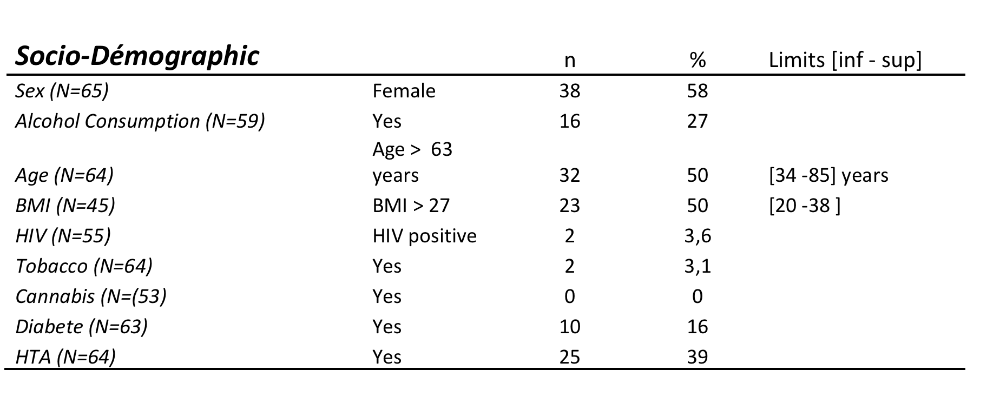 Socio-Démographic n % Limits [inf - sup]
Sex (N=65) Female 38 58
Alcohol Consumption (N=59) Yes 16 27
Age > 63
Age (N=64) years 32 50 [34 -85] years
BMI (N=45) BMI > 27 23 50 [20 -38 ]
HIV (N=55) HIV positive 2 3,6
Tobacco (N=64) Yes 2 3,1
Cannabis (N=(53) Yes 0 0
Diabete (N=63) Yes 10 16
HTA (N=64) Yes 25 39